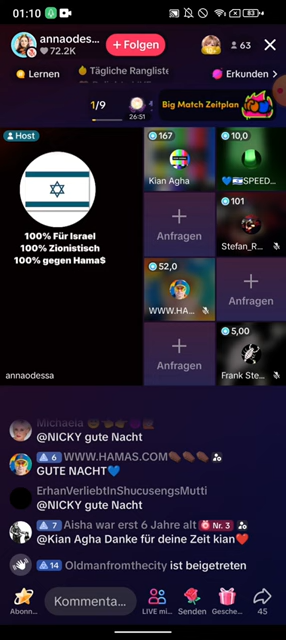 01:10
83%
annaodes...
72.2K
+ Folgen
63
Lernen
Tägliche Rangliste
Erkunden >
1/9
26:51
Big Match Zeitplan
Host
167
10,0
Kian Agha
SPEED...
100% Für Israel
100% Zionistisch
100% gegen Hama$
Anfragen
101
Stefan_R...
52,0
WWW.HA...
Anfragen
Anfragen
5,00
Frank Ste...
annaodessa
Michaela
@NICKY gute Nacht
6 WWW.HAMAS.COM
GUTE NACHT
ErhanVerliebtInShucusengsMutti
@NICKY gute Nacht
7 Aisha war erst 6 Jahre alt Nr. 3
@Kian Agha Danke für deine Zeit kian
14 Oldmanfromthecity ist beigetreten
Abonn...
Kommenta...
LIVE mi...
Senden
Gesche...
45